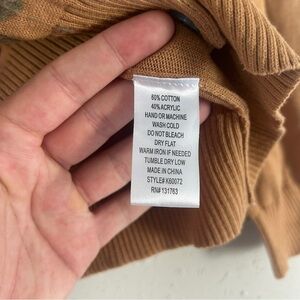 60% COTTON
40% ACRYLIC
HAND OR MACHINE
WASH COLD
DO NOT BLEACH
DRY FLAT
WARM IRON IF NEEDED
TUMBLE DRY LOW
MADE IN CHINA
STYLE# K60072
RN# 131763